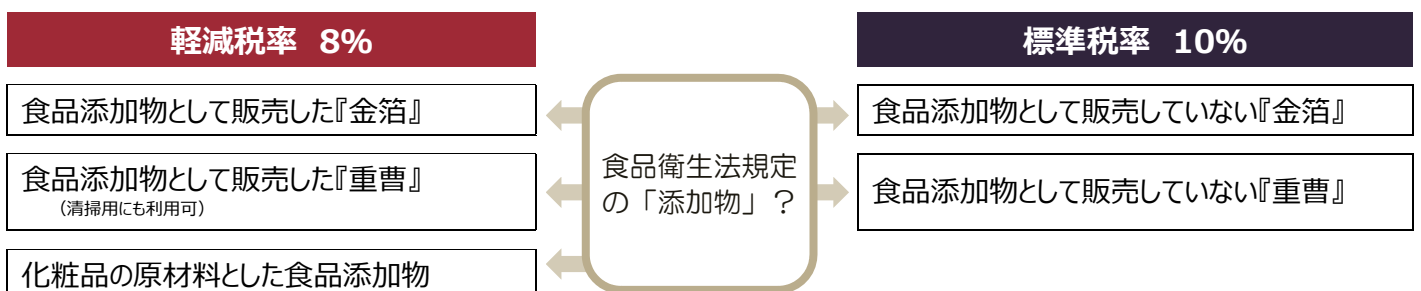 軽減税率 8%
標準税率 10%
食品添加物として販売した『金箔』
食品添加物として販売した『重曹』
（清掃用にも利用可）
化粧品の原材料とした食品添加物
食品衛生法規定
の「添加物」？
食品添加物として販売していない『金箔』
食品添加物として販売していない『重曹』